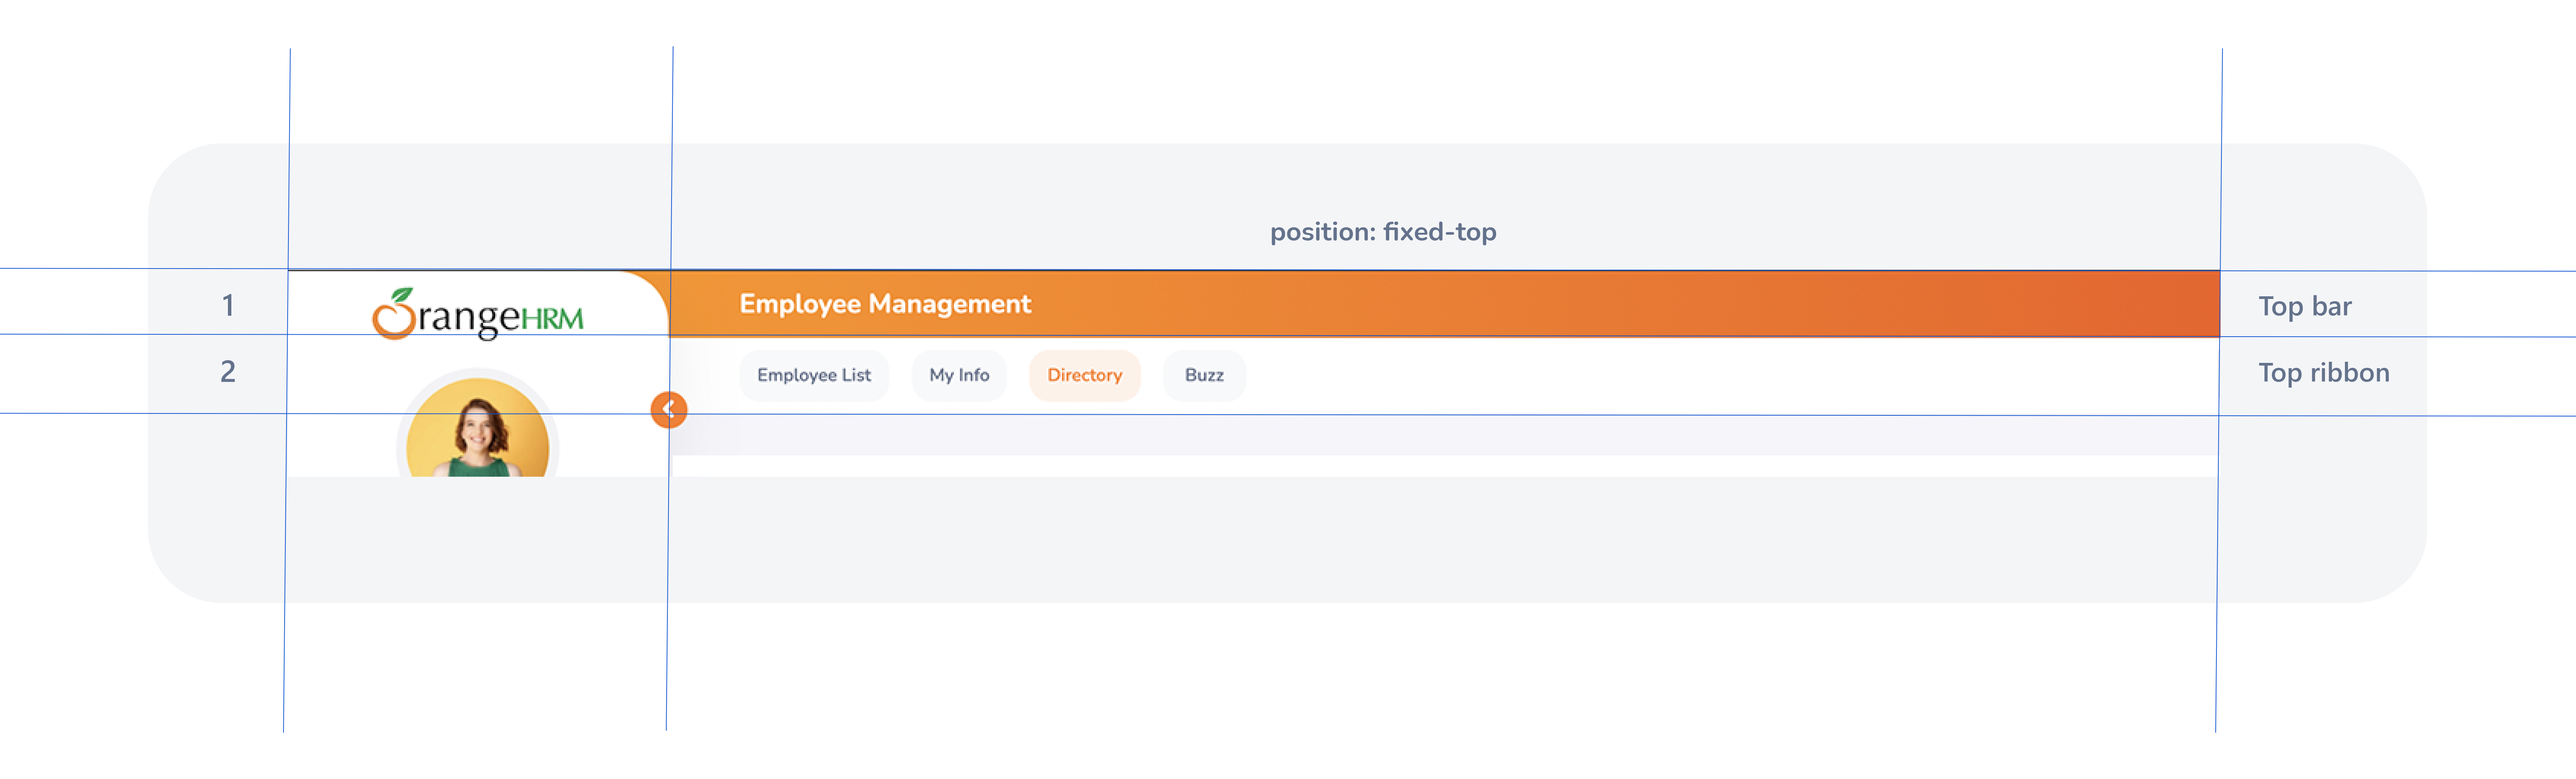 position: fixed-top
1
OrangeHRM
Employee Management
Top bar
2
Employee List
My Info
Directory
Buzz
Top ribbon